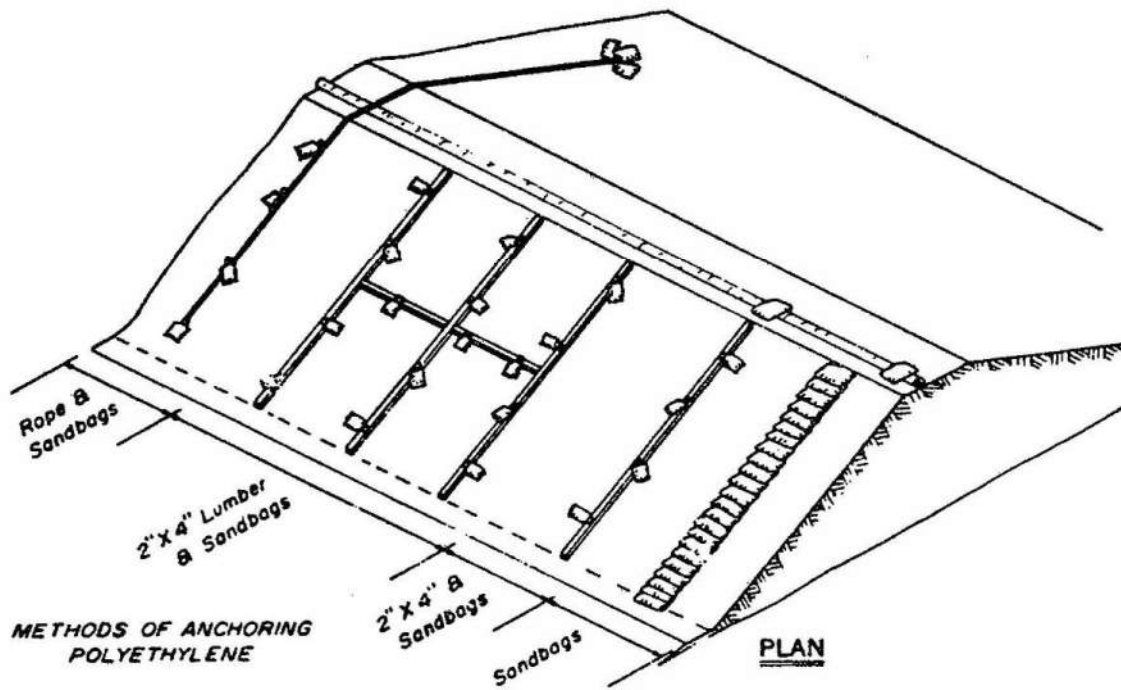 Rope &
Sandbags
2" X 4" Lumber
& Sandbags
2" X 4" &
Sandbags
Sandbags
METHODS OF ANCHORING
POLYETHYLENE
PLAN